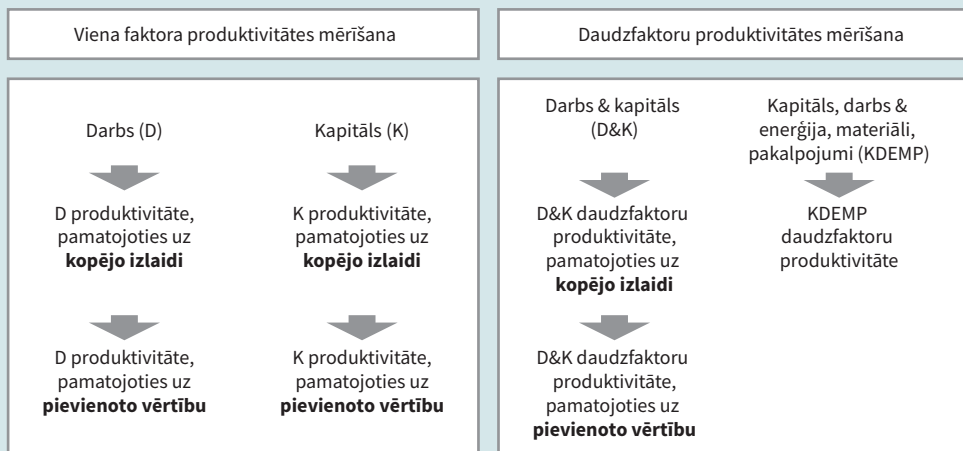 Viena faktora produktivitātes mērīšana
Darbs (D)
D produktivitāte,
pamatojoties uz
kopējo izlaidi
D produktivitāte,
pamatojoties uz
pievienoto vērtību
Kapitāls (K)
K produktivitāte,
pamatojoties uz
kopējo izlaidi
K produktivitāte,
pamatojoties uz
pievienoto vērtību
Daudzfaktoru produktivitātes mērīšana
Darbs & kapitāls
(D&K)
D&K daudzfaktoru
produktivitāte,
pamatojoties uz
kopējo izlaidi
D&K daudzfaktoru
produktivitāte,
pamatojoties uz
pievienoto vērtību
Kapitāls, darbs &
enerģija, materiāli,
pakalpojumi (KDEMP)
KDEMP
daudzfaktoru
produktivitāte